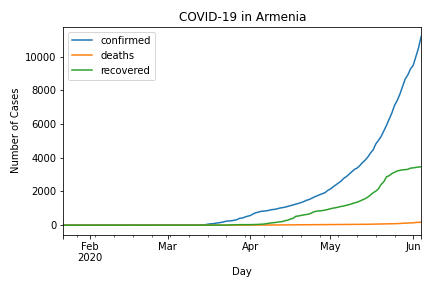 COVID-19 in Armenia
confirmed
deaths
recovered
Number of Cases
10000
8000
6000
4000
2000
0
Feb
2020
Mar
Apr
May
Jun
Day